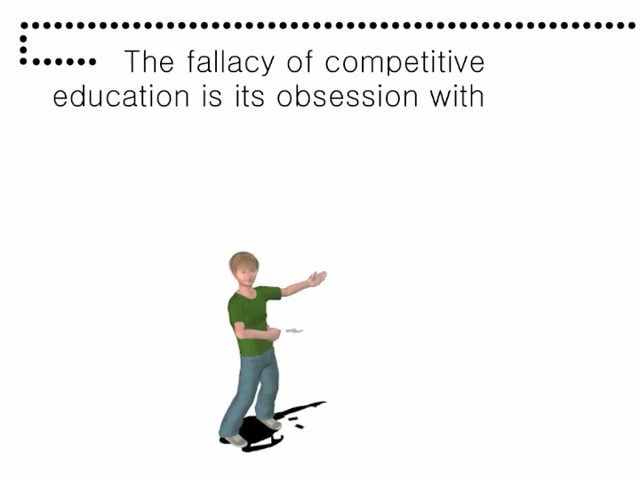 The fallacy of competitive
education is its obsession with